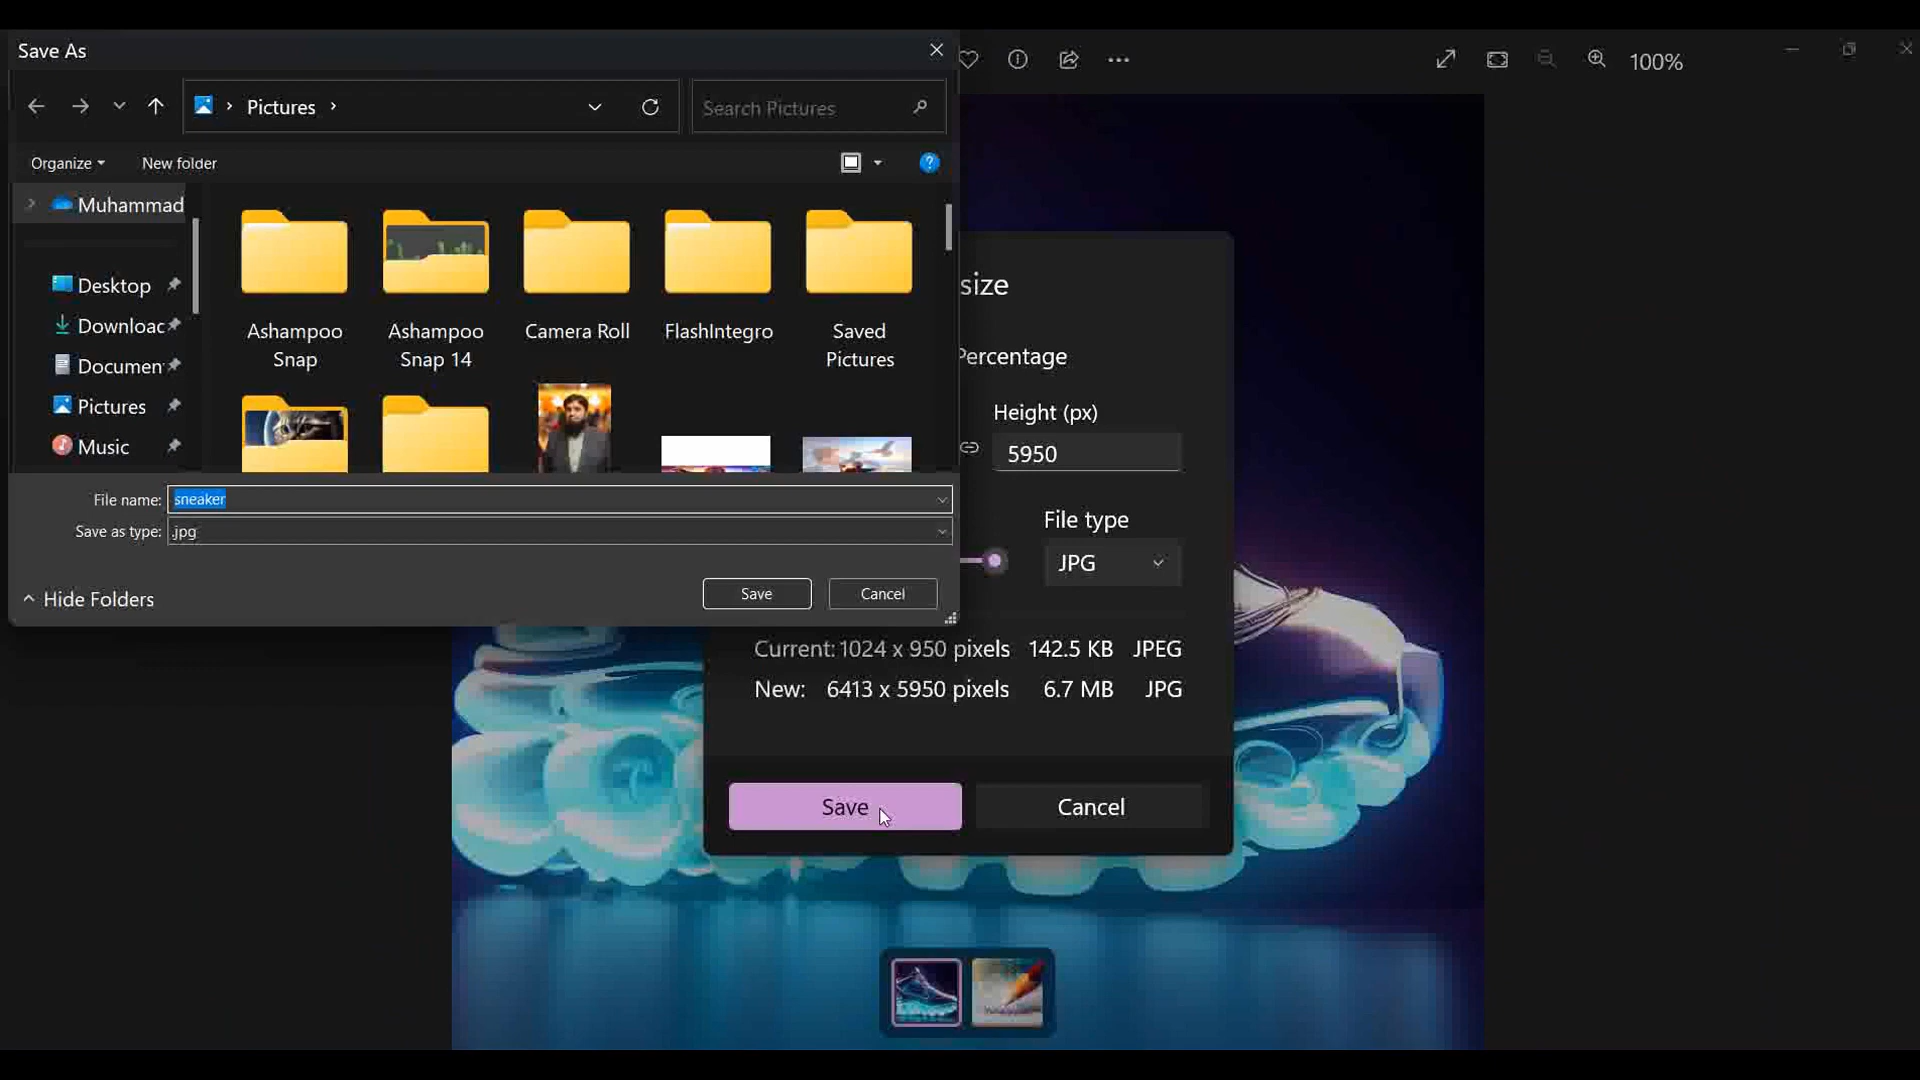 Save As
100%
Pictures
Search Pictures
Organize
New folder
Muhammad
Desktop
Downloac
Documen
Pictures
Music
Ashampoo
Snap
Ashampoo
Snap 14
Camera Roll
FlashIntegro
Saved
Pictures
File name: sneaker
Save as type: .jpg
Hide Folders
Save
Cancel
size
Percentage
Height (px)
5950
File type
JPG
Current: 1024 x 950 pixels 142.5 KB JPEG
New: 6413 x 5950 pixels 6.7 MB JPG
Save
Cancel